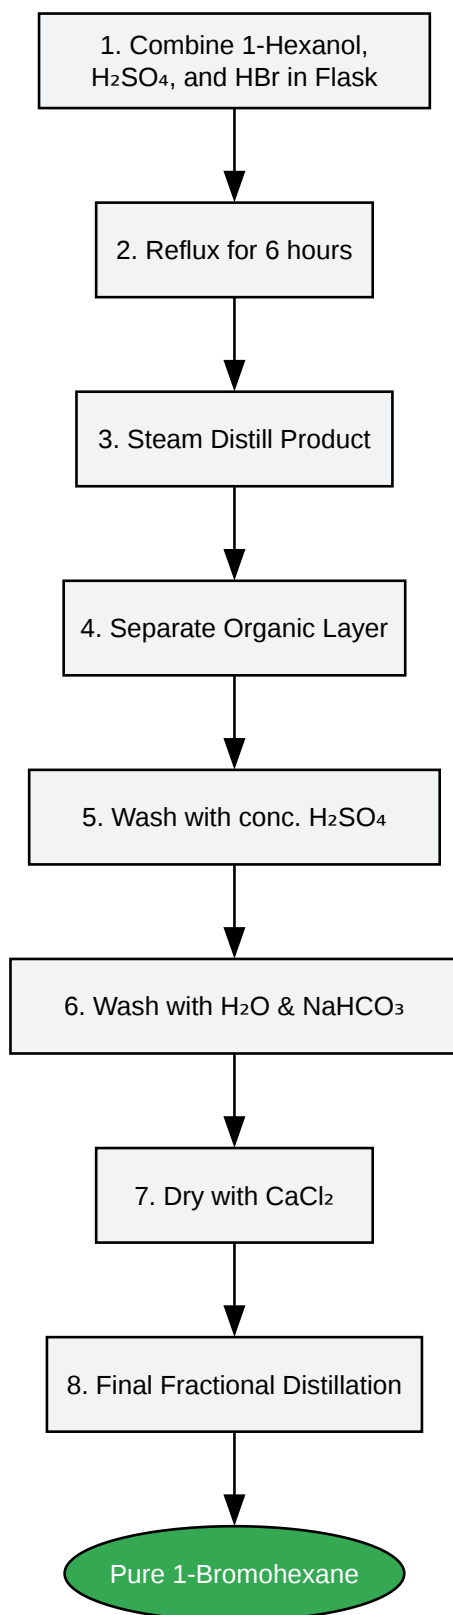 1. Combine 1-Hexanol,
H₂SO₄, and HBr in Flask
2. Reflux for 6 hours
3. Steam Distill Product
4. Separate Organic Layer
5. Wash with conc. H₂SO₄
6. Wash with H₂O & NaHCO₃
7. Dry with CaCl₂
8. Final Fractional Distillation
Pure 1-Bromohexane